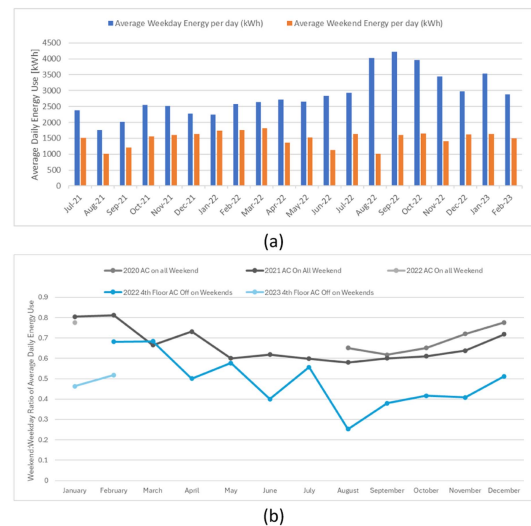 Average Weekday Energy per day (kWh) Average Weekend Energy per day (kWh)
Average Daily Energy Use [kWh]
4500
4000
3500
3000
2500
2000
1500
1000
500
0
Jul-21 Aug-21 Sep-21 Oct-21 Nov-21 Dec-21 Jan-22 Feb-22 Mar-22 Apr-22 May-22 Jun-22 Jul-22 Aug-22 Sep-22 Oct-22 Nov-22 Dec-22 Jan-23 Feb-23
(a)
2020 AC on all Weekend 2021 AC On All Weekend 2022 AC On all Weekend
2022 4th Floor AC Off on Weekends 2023 4th Floor AC Off on Weekends
Weekend:Weekday Ratio of Average Daily Energy Use
0.9
0.8
0.7
0.6
0.5
0.4
0.3
0.2
0.1
0
January February March April May June July August September October November December
(b)